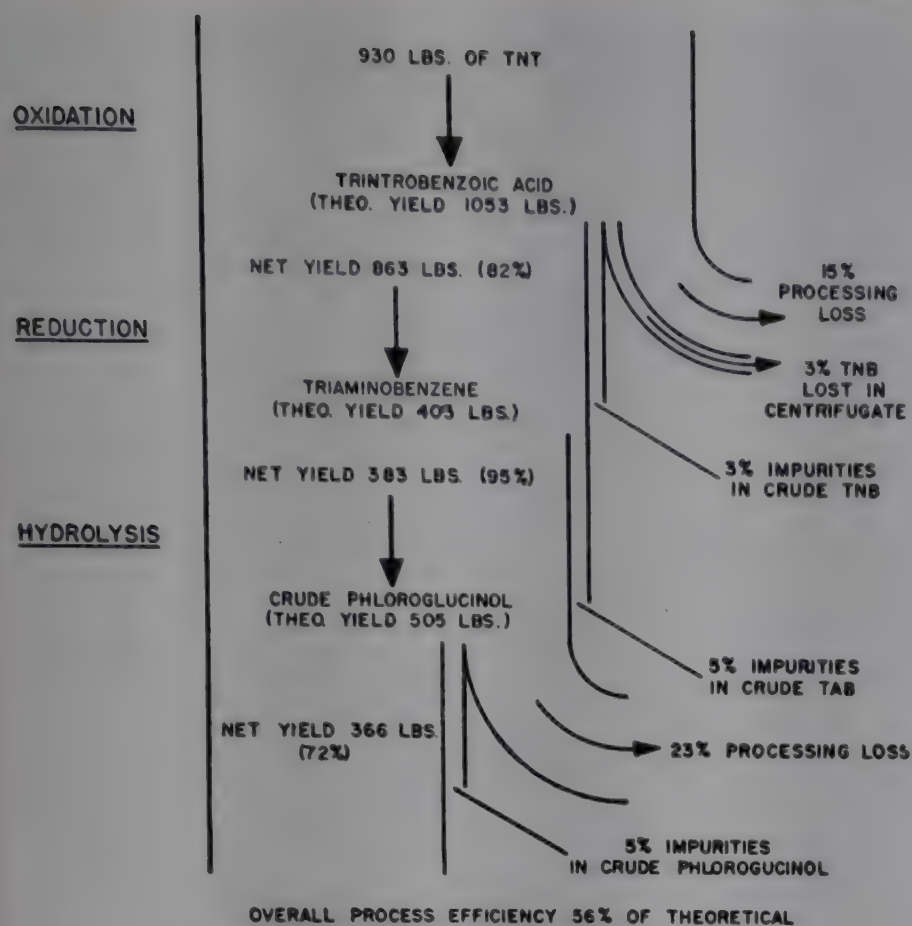 930 LBS. OF TNT
OXIDATION
TRINTROBENZOIC ACID
(THEO. YIELD 1053 LBS.)
NET YIELD 863 LBS. (82%)
15%
PROCESSING
LOSS
REDUCTION
3% TNB
LOST IN
CENTRIFUGATE
TRIAMINOBENZENE
(THEO. YIELD 403 LBS.)
NET YIELD 383 LBS. (95%)
3% IMPURITIES
IN CRUDE TNB
HYDROLYSIS
CRUDE PHLOROGLUCINOL
(THEO. YIELD 505 LBS.)
5% IMPURITIES
IN CRUDE TAB
NET YIELD 366 LBS.
(72%)
23% PROCESSING LOSS
5% IMPURITIES
IN CRUDE PHLOROGUCINOL
OVERALL PROCESS EFFICIENCY 56% OF THEORETICAL